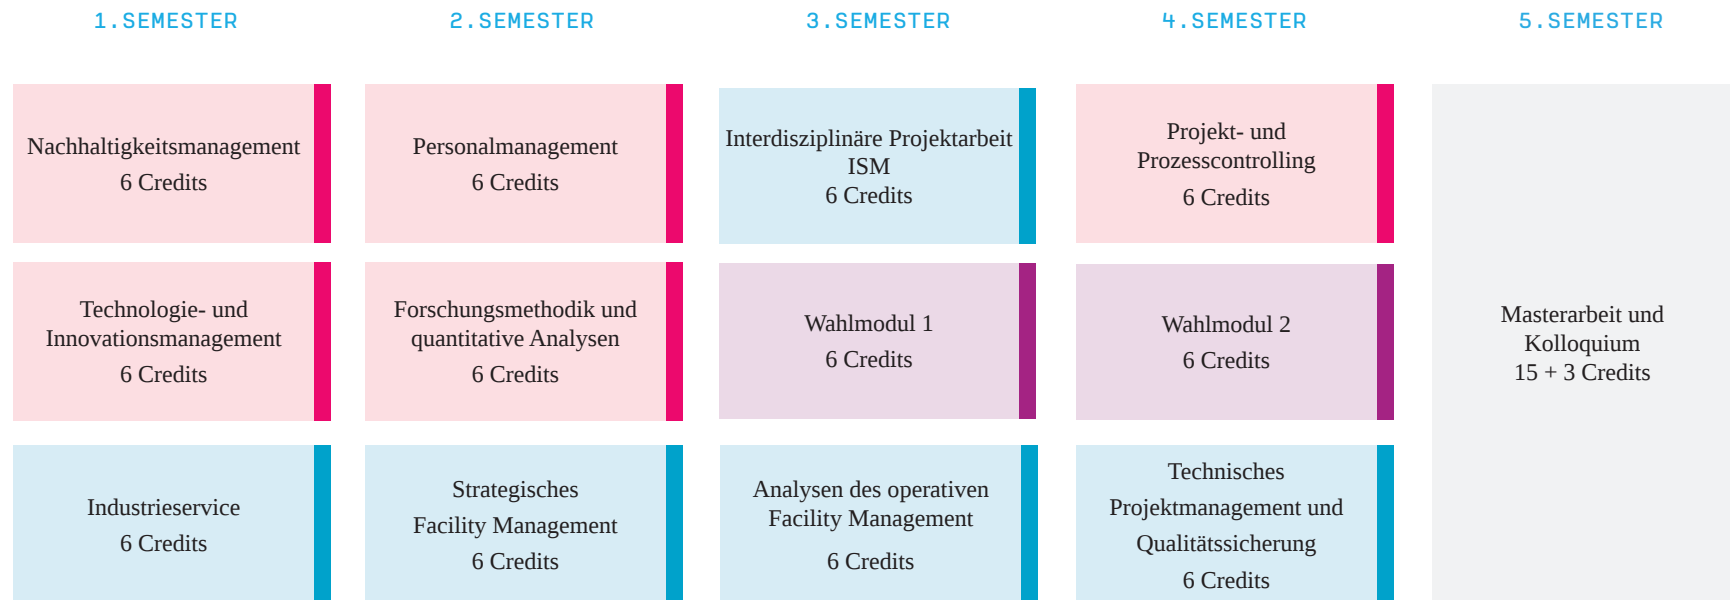 1.SEMESTER
2.SEMESTER
3.SEMESTER
4.SEMESTER
5.SEMESTER
Nachhaltigkeitsmanagement
6 Credits
Personalmanagement
6 Credits
Interdisziplinäre Projektarbeit
ISM
6 Credits
Projekt- und
Prozesscontrolling
6 Credits
Technologie- und
Innovationsmanagement
6 Credits
Forschungsmethodik und
quantitative Analysen
6 Credits
Wahlmodul 1
6 Credits
Wahlmodul 2
6 Credits
Masterarbeit und
Kolloquium
15 + 3 Credits
Industrieservice
6 Credits
Strategisches
Facility Management
6 Credits
Analysen des operativen
Facility Management
6 Credits
Technisches
Projektmanagement und
Qualitätssicherung
6 Credits